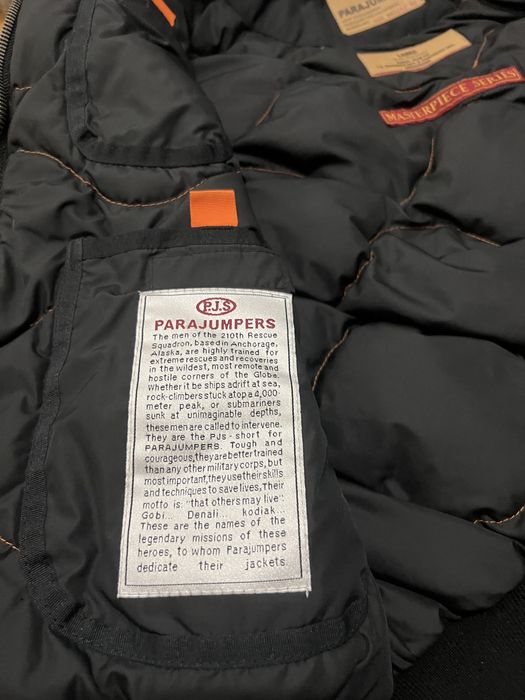 PARAJUMPERS
MASTERPIECE SERIES
P.J.S
PARAJUMPERS
The men of the 210th Rescue
Squadron, based in Anchorage,
Alaska, are highly trained for
extreme rescues and recoveries
in the wildest, most remote and
hostile corners of the Globe.
Whether it be ships adrift at sea,
rock-climbers stuck atop a 4,000-
meter peak, or submariners
sunk at unimaginable depths,
these men are called to intervene.
They are the PJs - short for
PARAJUMPERS. Tough and
courageous, they are better trained
than any other military corps, but
most important, they use their skills
and techniques to save lives. Their
motto is: "that others may live".
Gobi... Denali... kodiak...
These are the names of the
legendary missions of these
heroes, to whom Parajumpers
dedicate their jackets.